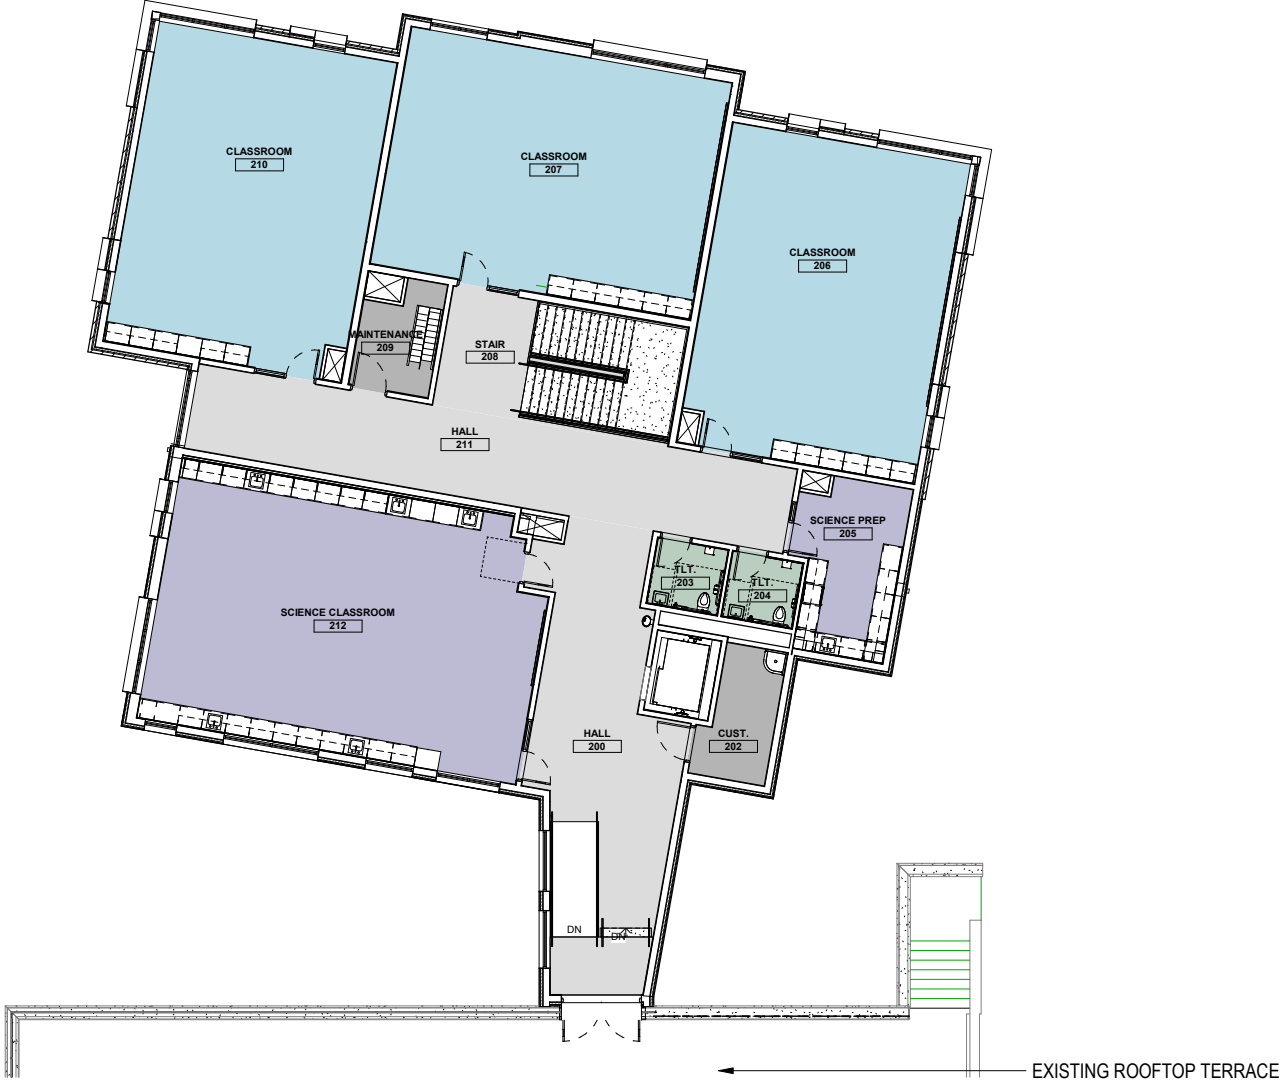 CLASSROOM
210
CLASSROOM
207
CLASSROOM
206
MAINTENANCE
209
STAIR
208
HALL
211
SCIENCE PREP
205
TLT.
203
TLT.
204
SCIENCE CLASSROOM
212
HALL
200
CUST.
202
DN
DN
EXISTING ROOFTOP TERRACE